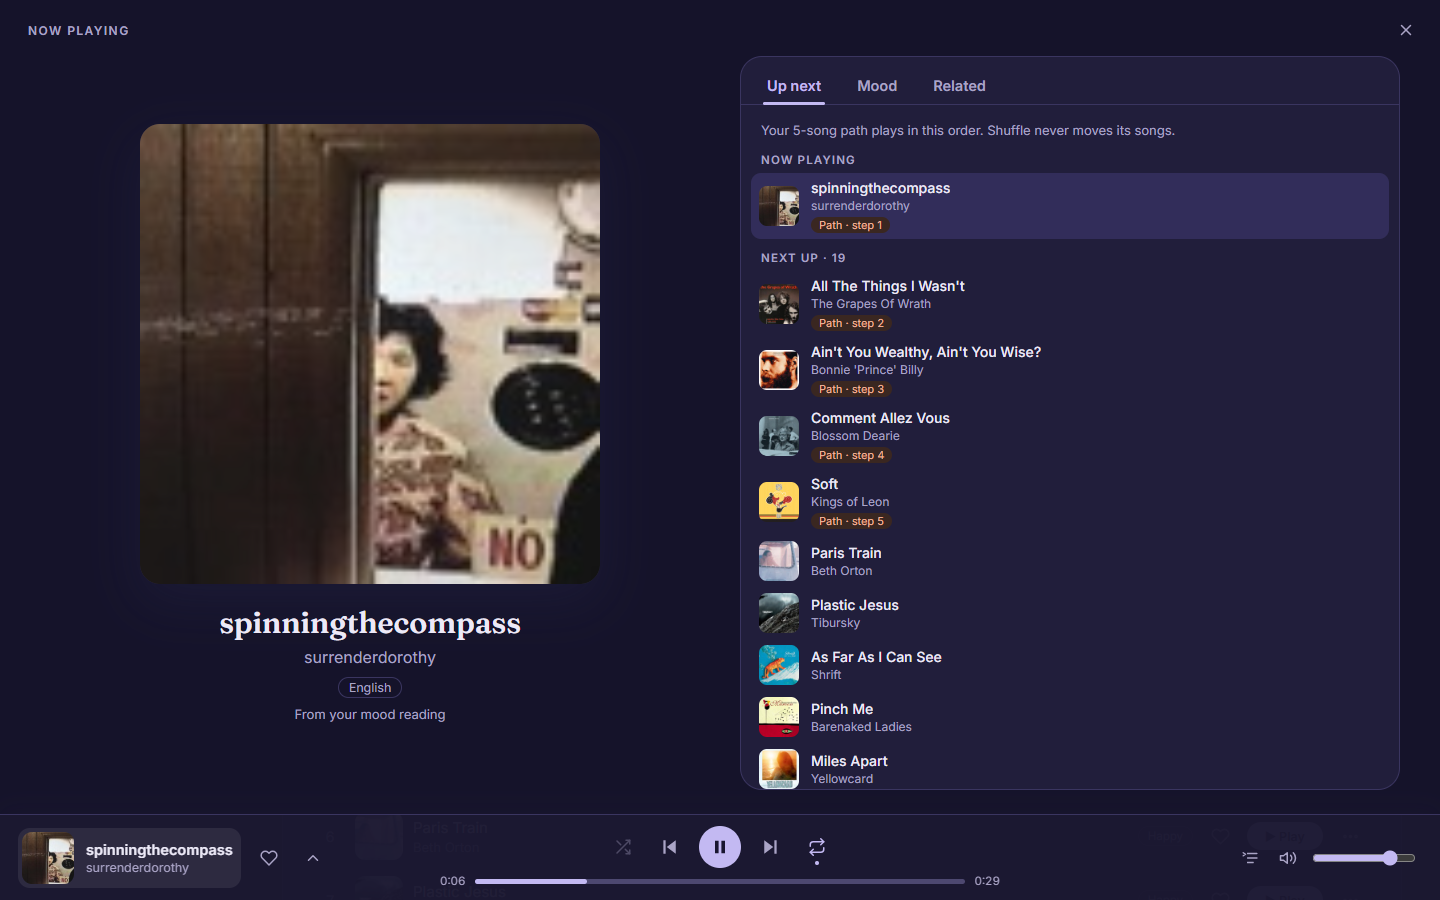 NOW PLAYING
Up next
Mood
Related
Your 5-song path plays in this order. Shuffle never moves its songs.
NOW PLAYING
spinningthecompass
surrenderdorothy
Path · step 1
NEXT UP · 19
All The Things I Wasn't
The Grapes Of Wrath
Path · step 2
Ain't You Wealthy, Ain't You Wise?
Bonnie 'Prince' Billy
Path · step 3
Comment Allez Vous
Blossom Dearie
Path · step 4
Soft
Kings of Leon
Path · step 5
Paris Train
Beth Orton
Plastic Jesus
Tibursky
As Far As I Can See
Shrift
Pinch Me
Barenaked Ladies
Miles Apart
Yellowcard
NO
spinningthecompass
surrenderdorothy
English
From your mood reading
spinningthecompass
surrenderdorothy
0:06
0:29
Paris Train
Play
Plastic Jesus